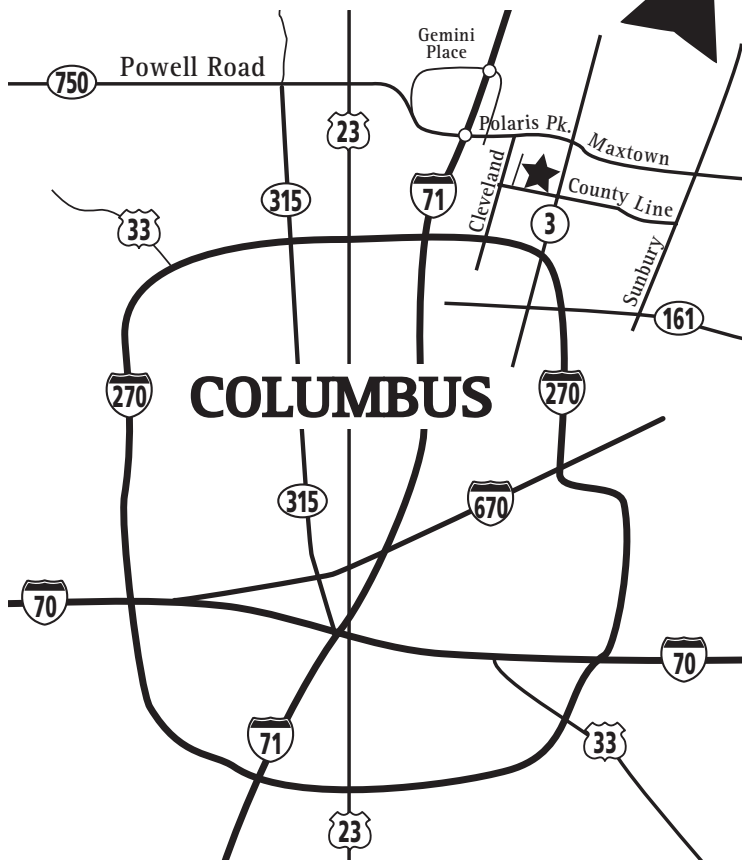 Gemini
Place
Powell Road
750
23
Polaris Pk.
Maxtown
71
315
Cleveland
County Line
33
3
Sunbury
161
270
COLUMBUS
270
315
670
70
70
71
33
23